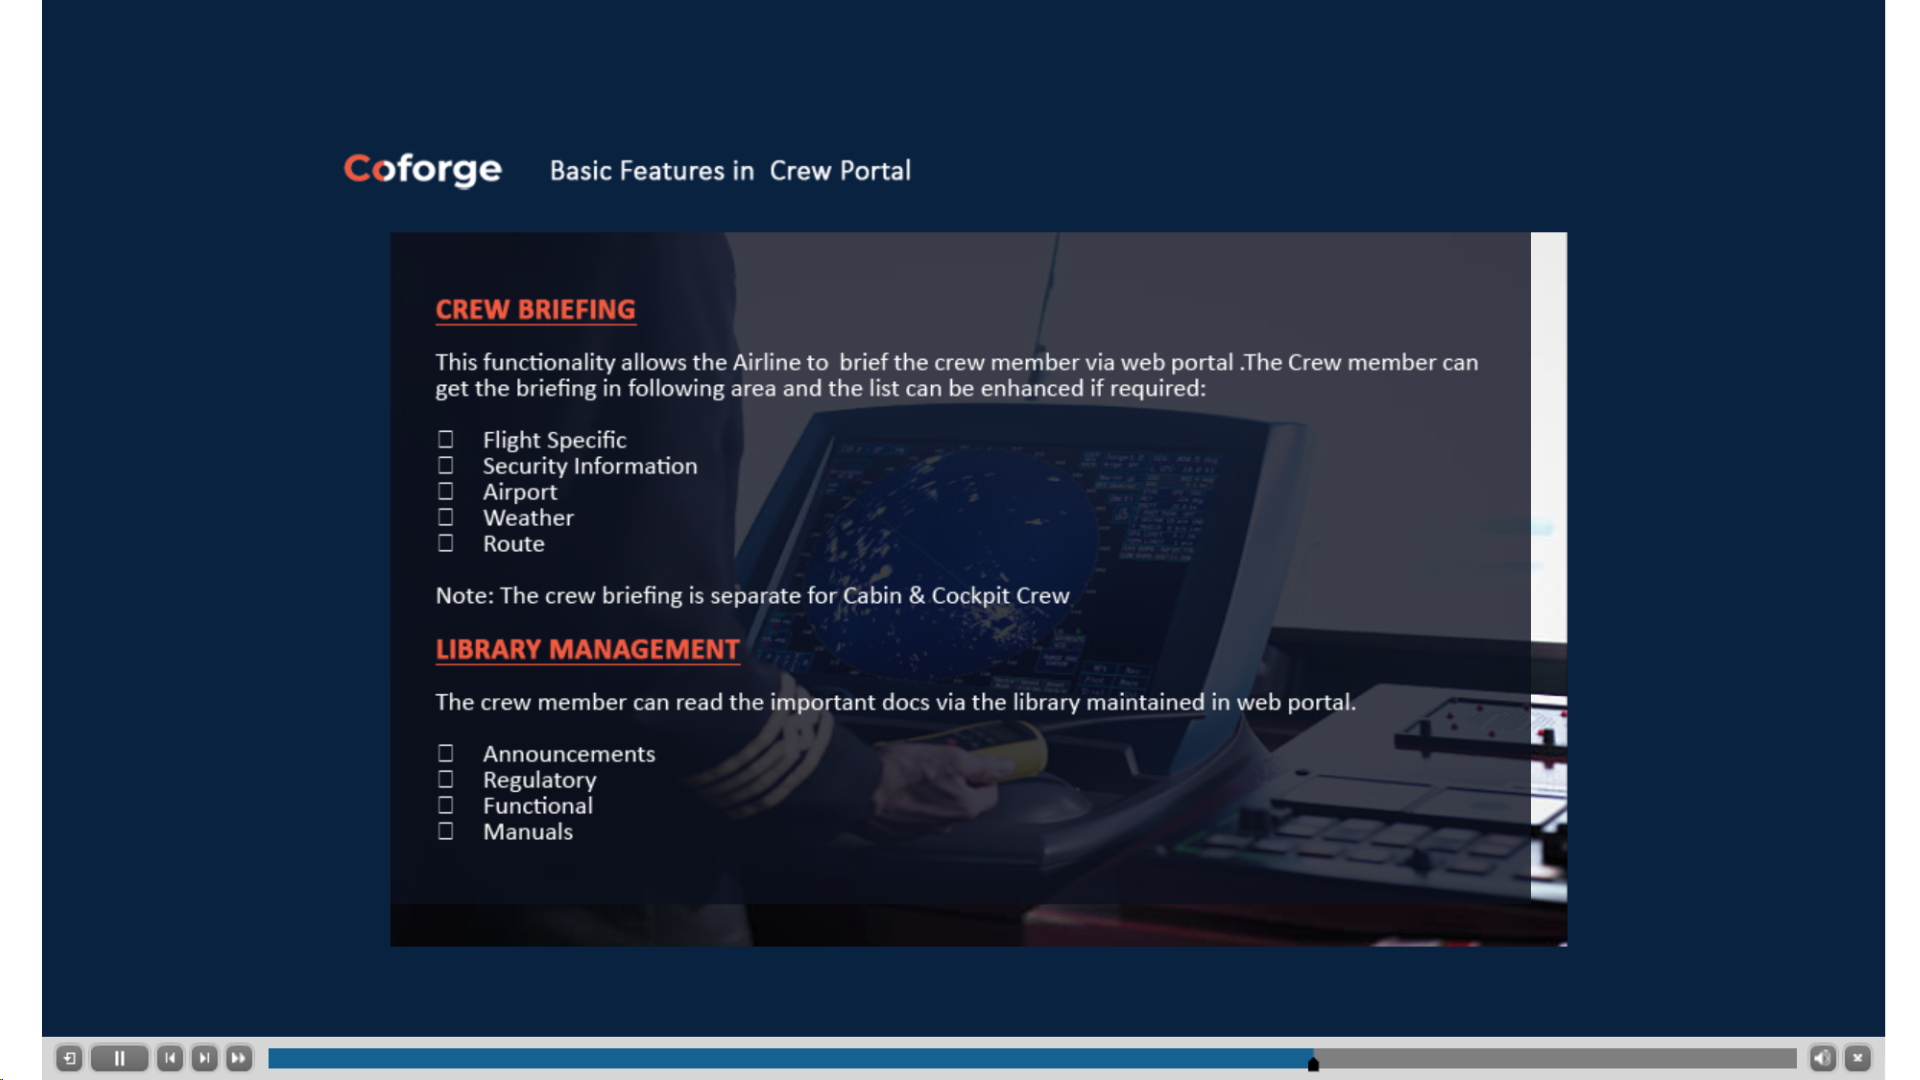 Coforge
Basic Features in  Crew Portal
CREW BRIEFING
This functionality allows the Airline to  brief the crew member via web portal .The Crew member can
get the briefing in following area and the list can be enhanced if required:
Flight Specific
Security Information
Airport
Weather
Route
Note: The crew briefing is separate for Cabin & Cockpit Crew
LIBRARY MANAGEMENT
The crew member can read the important docs via the library maintained in web portal.
Announcements
Regulatory
Functional
Manuals